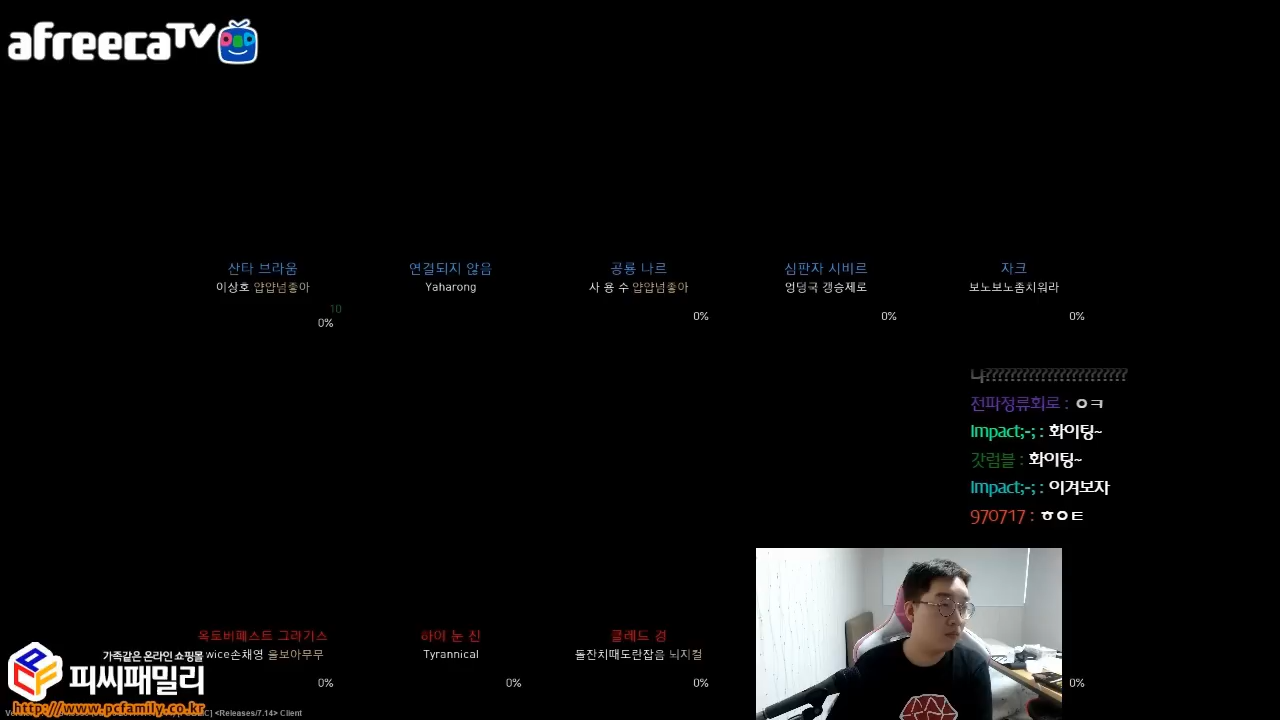 afreecaTV
산타 브라움
연결되지 않음
공룡 나르
심판자 시비르
자크
이상호 얍얍넘좋아
Yaharong
사 용 수 얍얍넘좋아
엉덩국 갱승제로
보노보노좀치워라
10
0%
0%
0%
0%
나???????????????????????
전파정류회로 : ㅇㅋ
Impact;-; : 화이팅~
갓럼블 : 화이팅~
Impact;-; : 이겨보자
970717 : ㅎㅇㅌ
옥토버페스트 그라가스
하이 눈 진
클레드 경
wice손채영 울보아무무
Tyrannical
돌잔치때도란잡음 뇌지컬
0%
0%
0%
0%
가족같은 온라인 쇼핑몰
피씨패밀리
http://www.pcfamily.co.kr
<Releases/7.14> Client